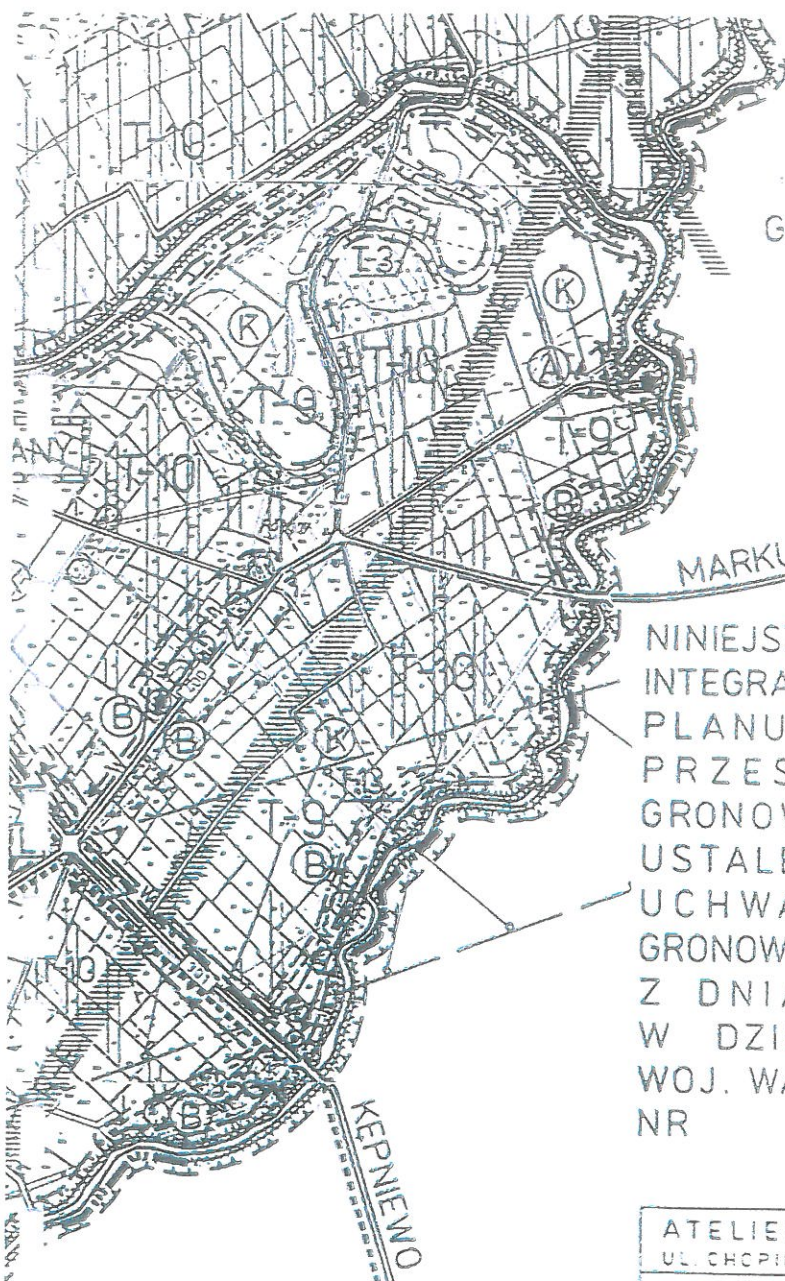 T-10
G
T-3
K
K
T-9
T-10
A
T-9
T-10
B
MARKU
NINIEJS
INTEGRA
PLANU
PRZES
GRONOW
USTALE
UCHWA
GRONOW
Z DNIA
W DZI
WOJ. WA
NR
T-10
B
B
K
T-9
B
T-10
B
KĘPNIEWO
ATELIE
UL. CHOPI